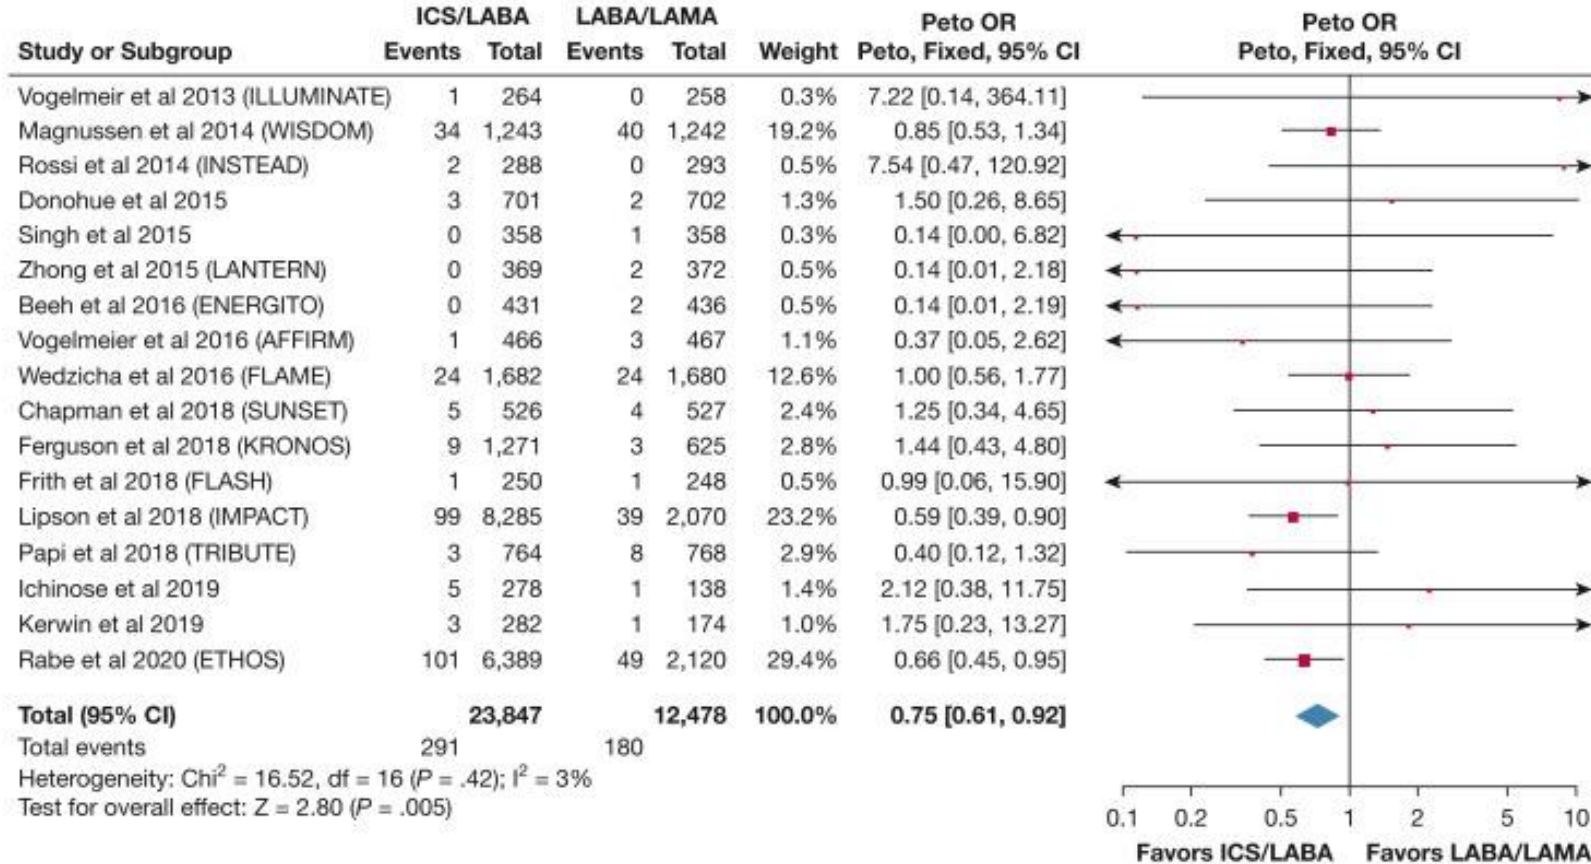 ICS/LABA LABA/LAMA Peto OR Peto OR
Study or Subgroup Events Total Events Total Weight Peto, Fixed, 95% CI Peto, Fixed, 95% CI
Vogelmeir et al 2013 (ILLUMINATE) 1 264 0 258 0.3% 7.22 [0.14, 364.11]
Magnussen et al 2014 (WISDOM) 34 1,243 40 1,242 19.2% 0.85 [0.53, 1.34]
Rossi et al 2014 (INSTEAD) 2 288 0 293 0.5% 7.54 [0.47, 120.92]
Donohue et al 2015 3 701 2 702 1.3% 1.50 [0.26, 8.65]
Singh et al 2015 0 358 1 358 0.3% 0.14 [0.00, 6.82]
Zhong et al 2015 (LANTERN) 0 369 2 372 0.5% 0.14 [0.01, 2.18]
Beeh et al 2016 (ENERGITO) 0 431 2 436 0.5% 0.14 [0.01, 2.19]
Vogelmeier et al 2016 (AFFIRM) 1 466 3 467 1.1% 0.37 [0.05, 2.62]
Wedzicha et al 2016 (FLAME) 24 1,682 24 1,680 12.6% 1.00 [0.56, 1.77]
Chapman et al 2018 (SUNSET) 5 526 4 527 2.4% 1.25 [0.34, 4.65]
Ferguson et al 2018 (KRONOS) 9 1,271 3 625 2.8% 1.44 [0.43, 4.80]
Frith et al 2018 (FLASH) 1 250 1 248 0.5% 0.99 [0.06, 15.90]
Lipson et al 2018 (IMPACT) 99 8,285 39 2,070 23.2% 0.59 [0.39, 0.90]
Papi et al 2018 (TRIBUTE) 3 764 8 768 2.9% 0.40 [0.12, 1.32]
Ichinose et al 2019 5 278 1 138 1.4% 2.12 [0.38, 11.75]
Kerwin et al 2019 3 282 1 174 1.0% 1.75 [0.23, 13.27]
Rabe et al 2020 (ETHOS) 101 6,389 49 2,120 29.4% 0.66 [0.45, 0.95]
Total (95% CI) 23,847 12,478 100.0% 0.75 [0.61, 0.92]
Total events 291 180
Heterogeneity: Chi² = 16.52, df = 16 (P = .42); I² = 3%
Test for overall effect: Z = 2.80 (P = .005)
0.1 0.2 0.5 1 2 5 10
Favors ICS/LABA Favors LABA/LAMA